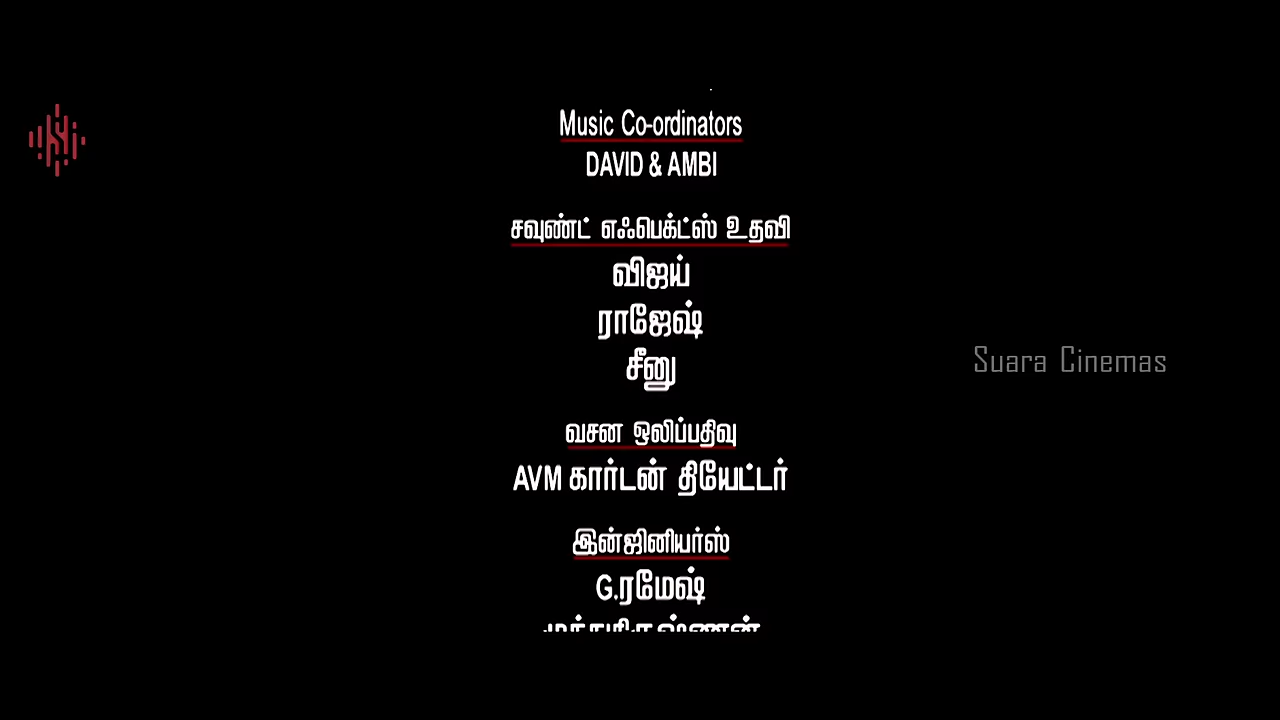 Music Co-ordinators
DAVID & AMBI
சவுண்ட் எஃபெக்ட்ஸ் உதவி
விஜய்
ராஜேஷ்
சீனு
வசன ஒலிப்பதிவு
AVM கார்டன் தியேட்டர்
இன்ஜினியர்ஸ்
G.ரமேஷ்
Suara Cinemas